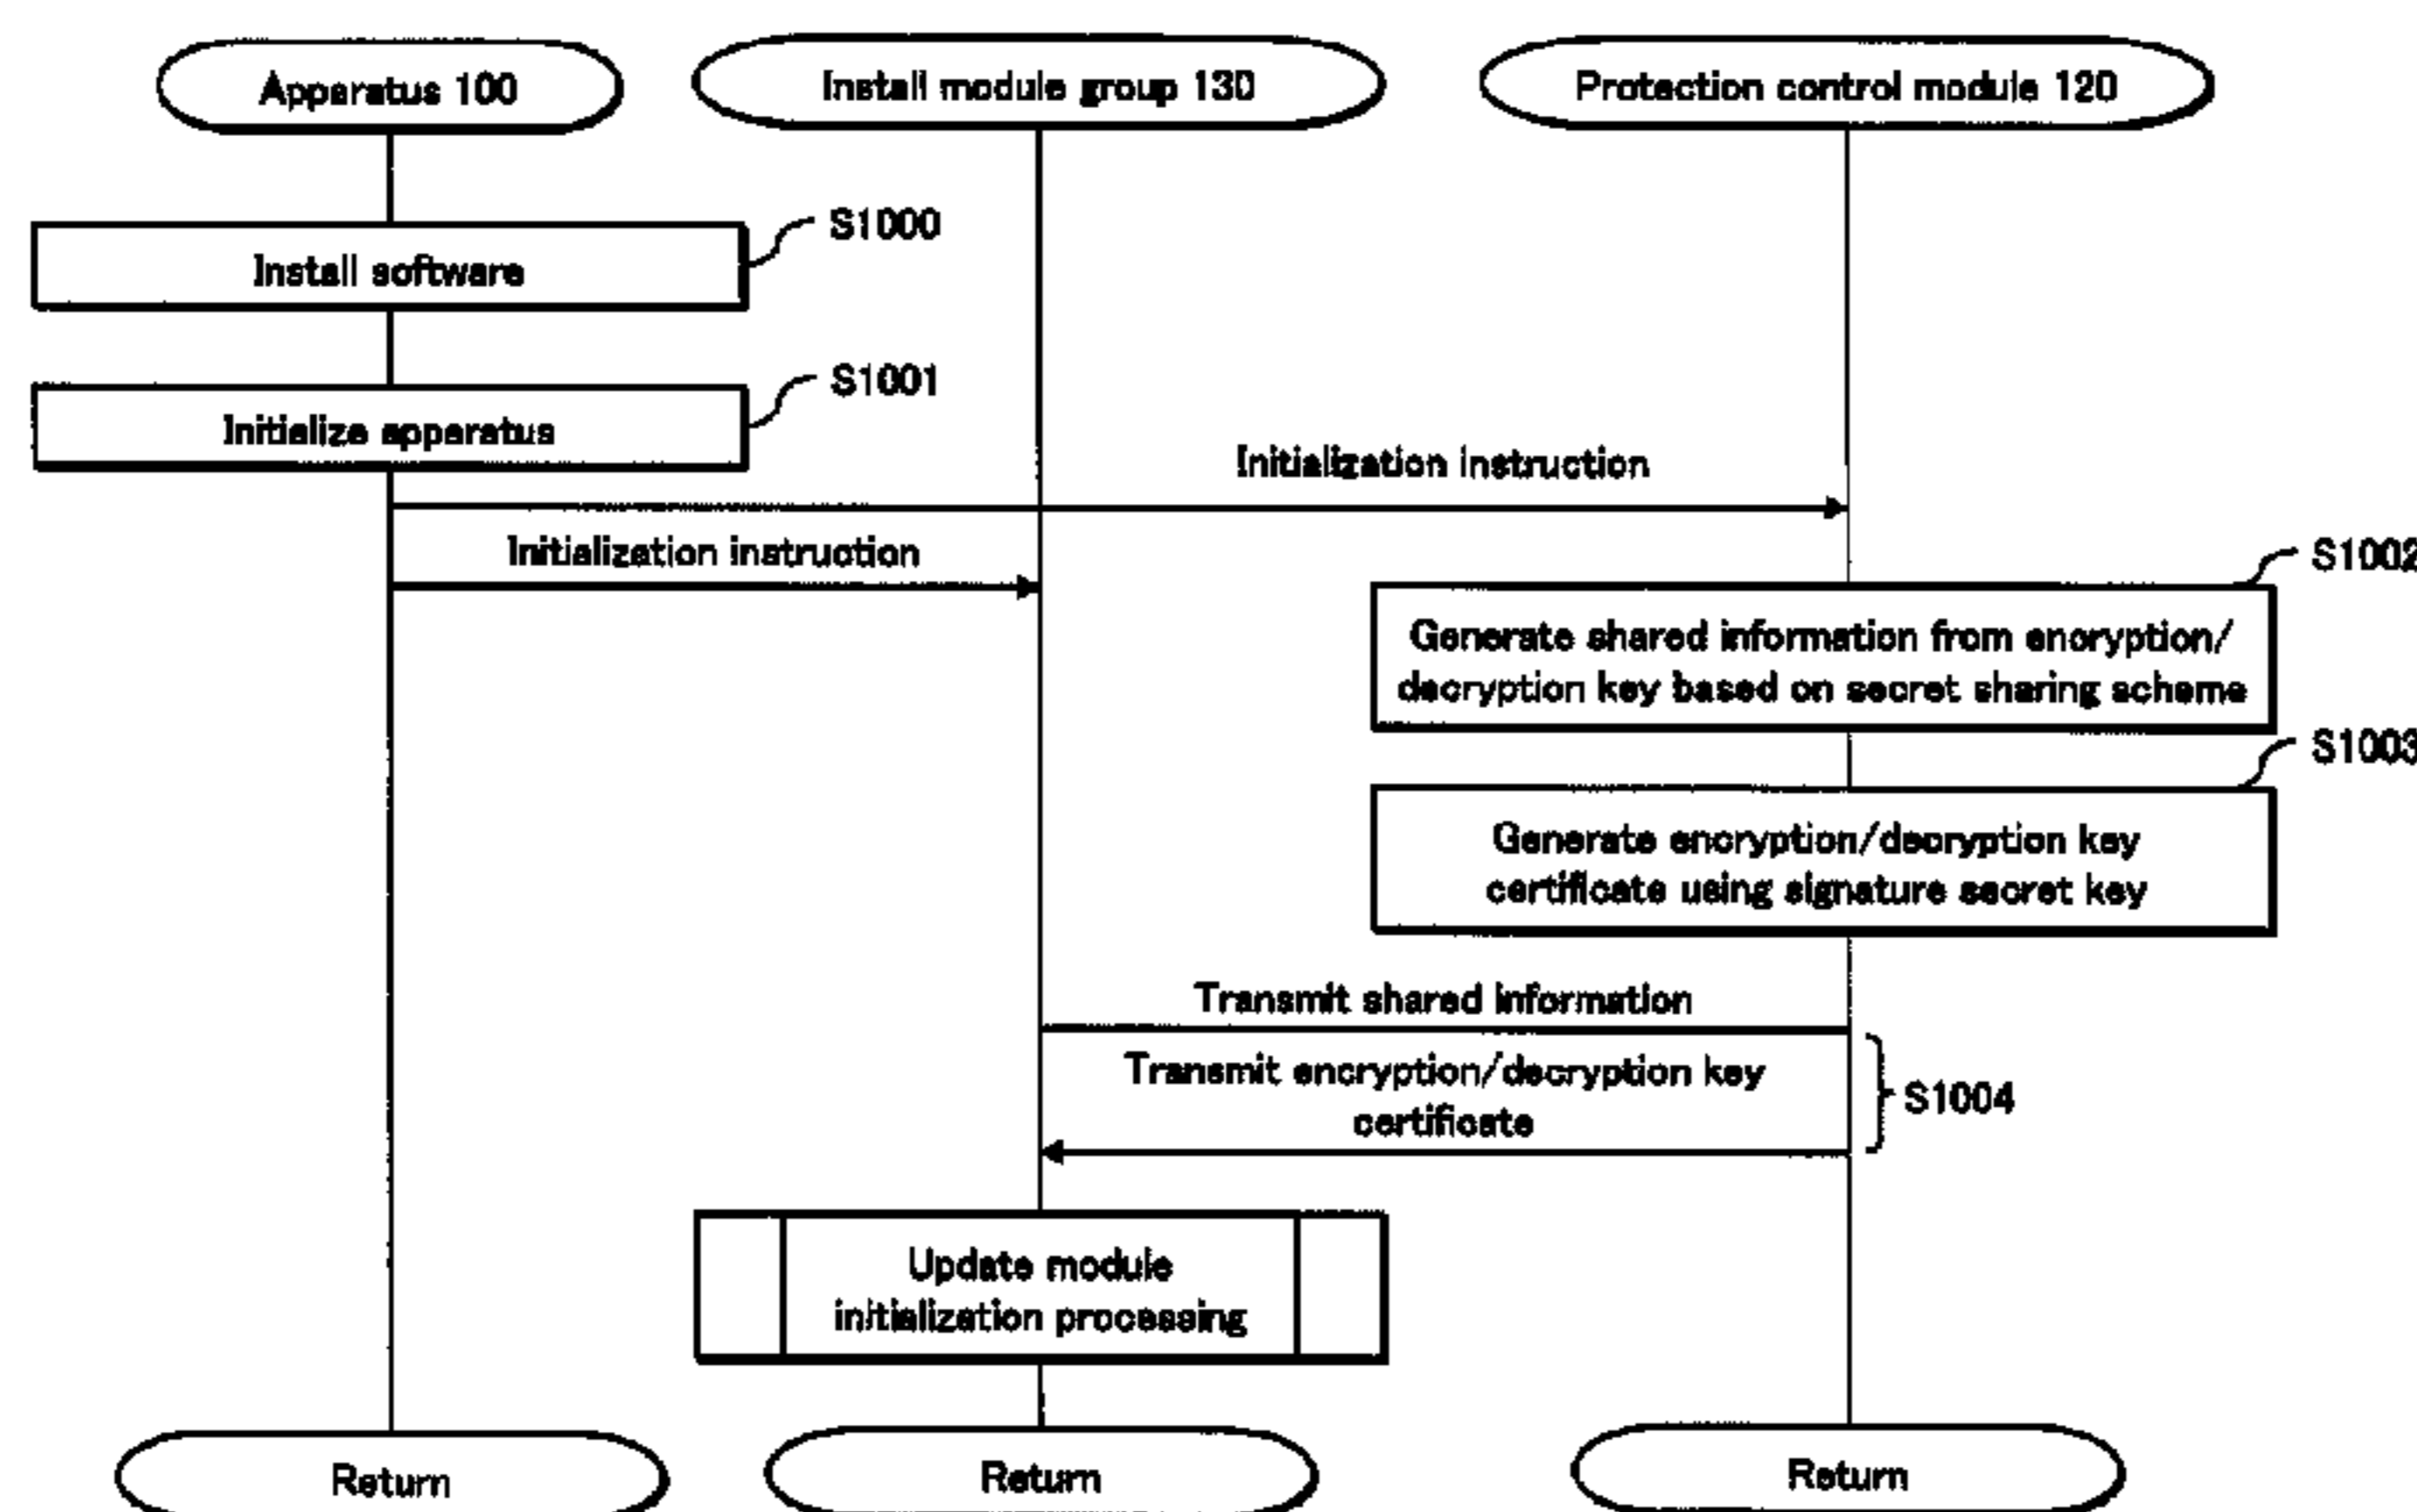 Apparatus 100
Install module group 130
Protection control module 120
S1000
Install software
S1001
Initialize apparatus
Initialization instruction
Initialization instruction
S1002
Generate shared information from encryption/
decryption key based on secret sharing scheme
S1003
Generate encryption/decryption key
certificate using signature secret key
Transmit shared information
Transmit encryption/decryption key
certificate
S1004
Update module
initialization processing
Return
Return
Return